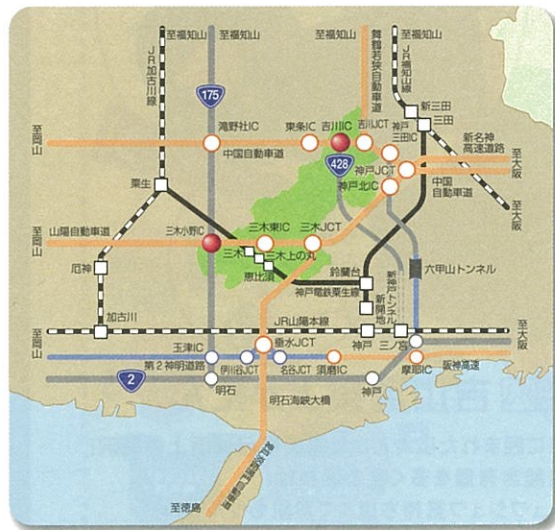 至福知山
至福知山
至福知山
至福知山
JR加古川線
175
舞鶴若狭自動車道
JR福知山線
新三田
三田
滝野社IC
東条IC
吉川IC
吉川JCT
神戸三田IC
新名神高速道路
至岡山
中国自動車道
428
神戸JCT
神戸北IC
至大阪
中国自動車道
粟生
至大阪
三木東IC
三木JCT
山陽自動車道
三木小野IC
至岡山
三木
三木上の丸
恵比須
厄神
鈴蘭台
神戸電鉄粟生線
新開地
新神戸トンネル
六甲山トンネル
加古川
JR山陽本線
至岡山
神戸
三ノ宮
至大阪
玉津IC
垂水JCT
第2神明道路
伊川谷JCT
名谷JCT
須磨IC
摩耶IC
阪神高速
2
明石
明石海峡大橋
神戸
至徳島